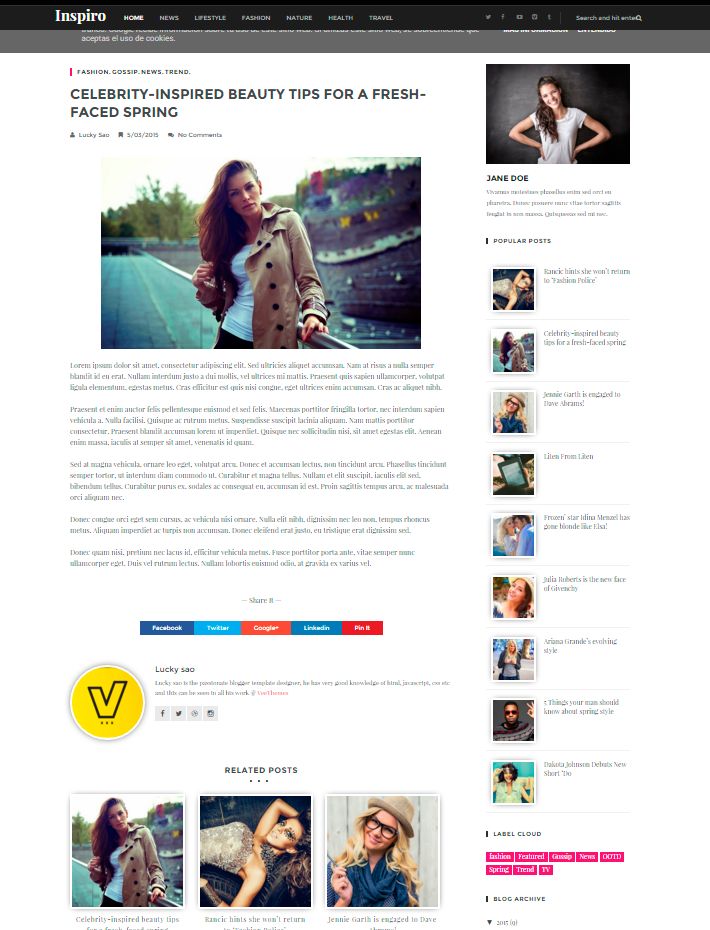 Inspiro
HOME NEWS LIFESTYLE FASHION NATURE HEALTH TRAVEL
Search and hit enter
aceptas el uso de cookies.
FASHION. GOSSIP. NEWS. TREND.
CELEBRITY-INSPIRED BEAUTY TIPS FOR A FRESH-
FACED SPRING
Lucky Sao 5/03/2015 No Comments
Lorem ipsum dolor sit amet, consectetur adipiscing elit. Sed ultricies aliquet accumsan. Nam at risus a nulla semper
blandit id eu erat. Nullam interdum justo a dui mollis, vel ultrices mi mattis. Praesent quis sapien ullamcorper, volutpat
ligula elementum, egestas metus. Cras efficitur est quis nisi congue, eget ultrices enim accumsan. Cras ac aliquet nibh.
Praesent et enim auctor felis pellentesque euismod et sed felis. Maecenas porttitor fringilla tortor, nec interdum sapien
vehicula a. Nulla facilisi. Quisque ac rutrum metus. Suspendisse suscipit lacinia aliquam. Nam mattis porttitor
consectetur. Praesent blandit accumsan lorem ut imperdiet. Quisque nec sollicitudin nisi, sit amet egestas elit. Aenean
enim massa, iaculis at semper sit amet, venenatis id quam.
Sed at magna vehicula, ornare leo eget, volutpat arcu. Donec et accumsan lectus, non tincidunt arcu. Phasellus tincidunt
semper tortor, ut interdum diam commodo ut. Curabitur et magna tellus. Nullam et elit suscipit, iaculis elit sed,
bibendum tellus. Curabitur purus ex, sodales ac consequat eu, accumsan id est. Proin sagittis tempus arcu, ac malesuada
orci aliquam nec.
Donec congue orci eget sem cursus, ac vehicula nisi ornare. Nulla elit nibh, dignissim nec leo non, tempus rhoncus
metus. Aliquam imperdiet ac turpis non accumsan. Donec eleifend erat justo, eu tristique erat dignissim sed.
Donec quam nisi, pretium nec lacus id, efficitur vehicula metus. Fusce porttitor porta ante, vitae semper nunc
ullamcorper eget. Duis vel rutrum lectus. Nullam lobortis euismod odio, at gravida ex varius vel.
— Share It —
Facebook Twitter Google+ Linkedin Pin It
Lucky sao
Lucky sao is the passionate blogger template designer, he has very good knowledge of html, javascript, css etc
and this can be seen in all his work @ VeeThemes
RELATED POSTS
Celebrity-inspired beauty tips
for a fresh-faced spring
Rancic hints she won't return
to 'Fashion Police'
Jennie Garth is engaged to Dave
Abrams!
JANE DOE
Vivamus molestiaes phasellus enim sed orci eu
pharetra. Donec posuere nunc vitae tortor sagittis
feugiat in non massa. Quisquesas sed mi nec.
POPULAR POSTS
Rancic hints she won't return
to 'Fashion Police'
Celebrity-inspired beauty
tips for a fresh-faced spring
Jennie Garth is engaged to
Dave Abrams!
Liten From Liten
Frozen' star Idina Menzel has
gone blonde like Elsa!
Julia Roberts is the new face
of Givenchy
Ariana Grande's evolving
style
5 Things your man should
know about spring style
Dakota Johnson Debuts New
Short 'Do
LABEL CLOUD
fashion Featured Gossip News OOTD
Spring Trend TV
BLOG ARCHIVE
▼ 2015 (9)